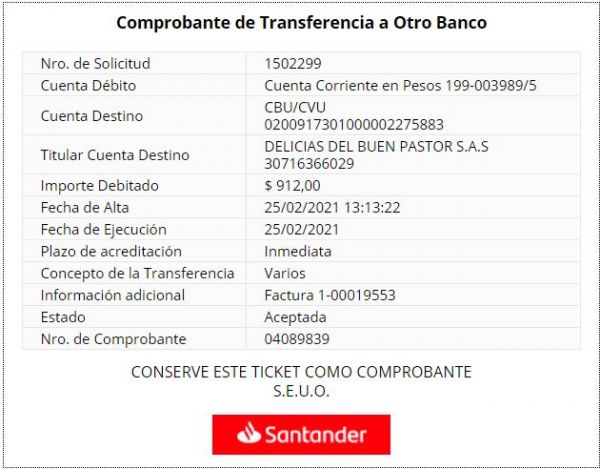 Comprobante de Transferencia a Otro Banco
Nro. de Solicitud 1502299
Cuenta Débito Cuenta Corriente en Pesos 199-003989/5
Cuenta Destino CBU/CVU
0200917301000002275883
Titular Cuenta Destino DELICIAS DEL BUEN PASTOR S.A.S
30716366029
Importe Debitado $ 912,00
Fecha de Alta 25/02/2021 13:13:22
Fecha de Ejecución 25/02/2021
Plazo de acreditación Inmediata
Concepto de la Transferencia Varios
Información adicional Factura 1-00019553
Estado Aceptada
Nro. de Comprobante 04089839
CONSERVE ESTE TICKET COMO COMPROBANTE
S.E.U.O.
Santander